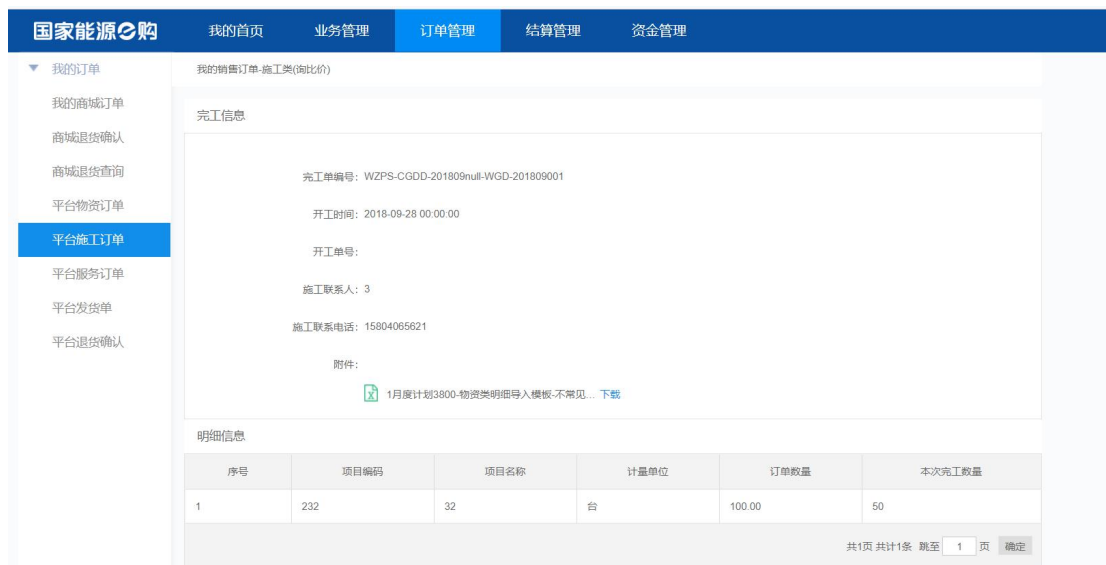 国家能源e购 我的首页 业务管理 订单管理 结算管理 资金管理
我的订单
我的商城订单
商城退货确认
商城退货查询
平台物资订单
平台施工订单
平台服务订单
平台发货单
平台退货确认
我的销售订单-施工类(询比价)
完工信息
完工单编号: WZPS-CGDD-201809null-WGD-201809001
开工时间: 2018-09-28 00:00:00
开工单号:
施工联系人: 3
施工联系电话: 15804065621
附件:
1月度计划3800-物资类明细导入模板-不常见... 下载
明细信息
序号 项目编码 项目名称 计量单位 订单数量 本次完工数量
1 232 32 台 100.00 50
共1页 共计1条 跳至 1 页 确定